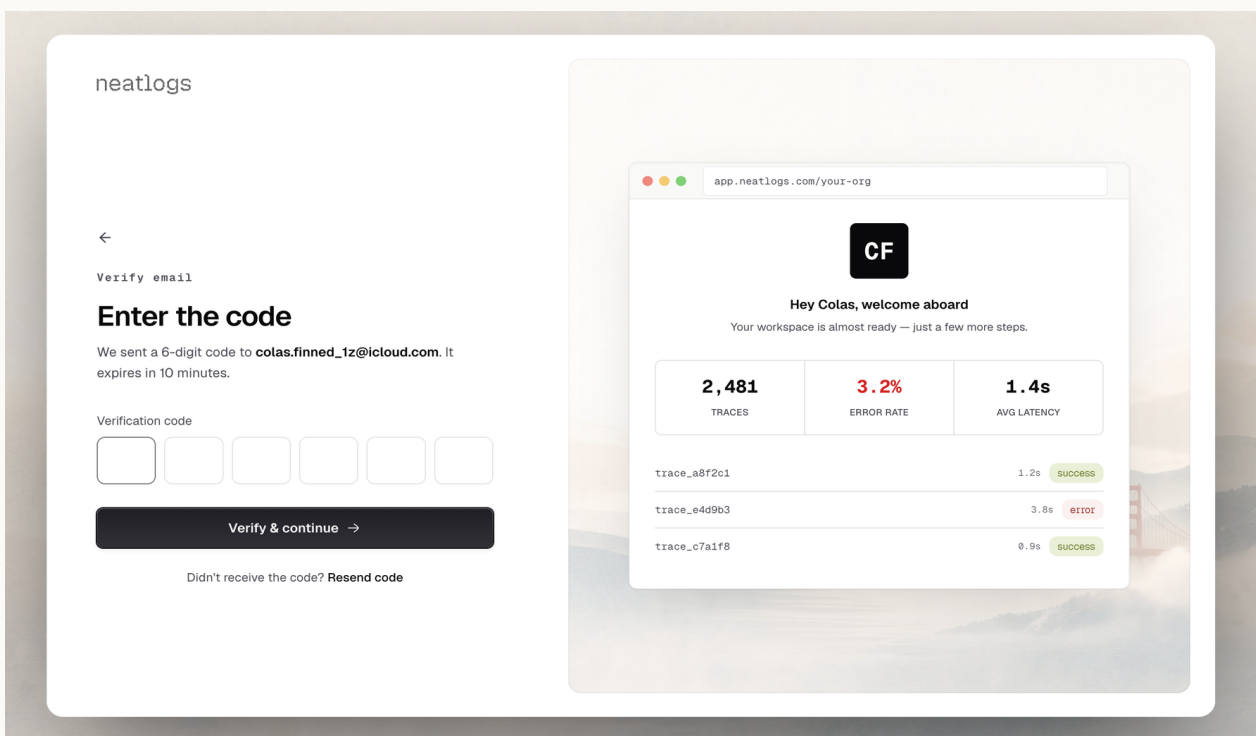 neatlogs
←
Verify email
Enter the code
We sent a 6-digit code to colas.finned_1z@icloud.com. It
expires in 10 minutes.
Verification code
Verify & continue →
Didn't receive the code? Resend code
app.neatlogs.com/your-org
CF
Hey Colas, welcome aboard
Your workspace is almost ready — just a few more steps.
2,481 3.2% 1.4s
TRACES ERROR RATE AVG LATENCY
trace_a8f2c1 1.2s success
trace_e4d9b3 3.8s error
trace_c7a1f8 0.9s success